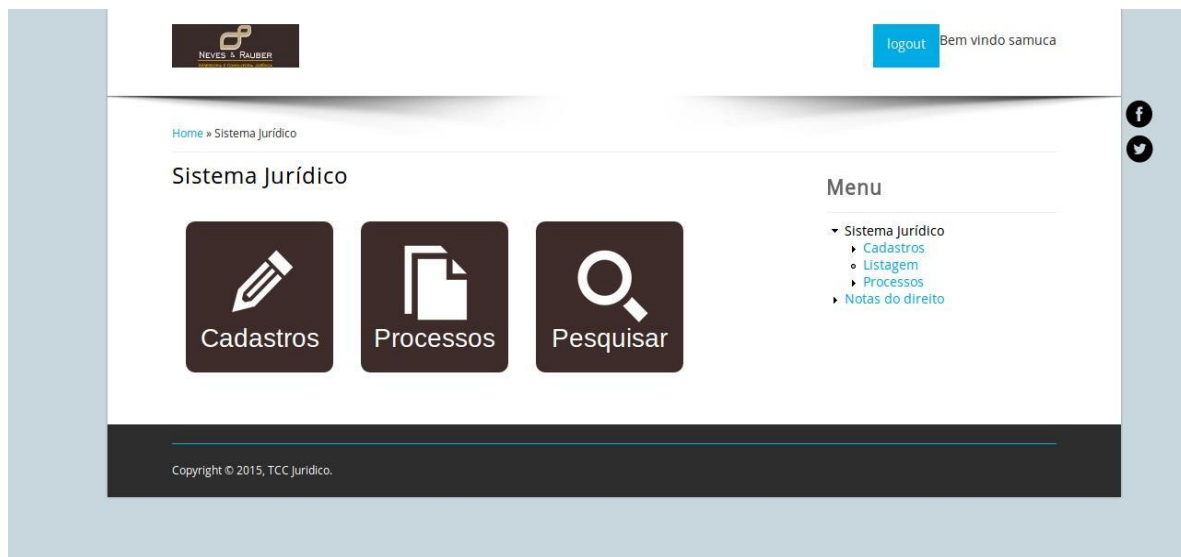 NEVES & RAUBER
logout
Bem vindo samuca
Home » Sistema Jurídico
Sistema Jurídico
Cadastros
Processos
Pesquisar
Menu
Sistema Jurídico
Cadastros
Listagem
Processos
Notas do direito
Copyright © 2015, TCC Juridico.